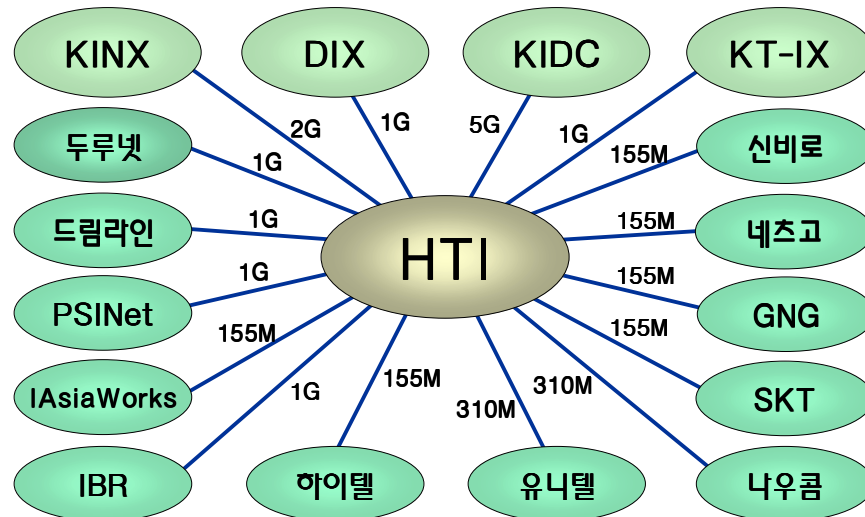 KINX
DIX
KIDC
KT-IX
2G
1G
5G
1G
두루넷
1G
155M
신비로
드림라인
1G
155M
네츠고
HTI
1G
155M
PSINet
GNG
155M
155M
IAsiaWorks
1G
155M
310M
310M
SKT
IBR
하이텔
유니텔
나우콤